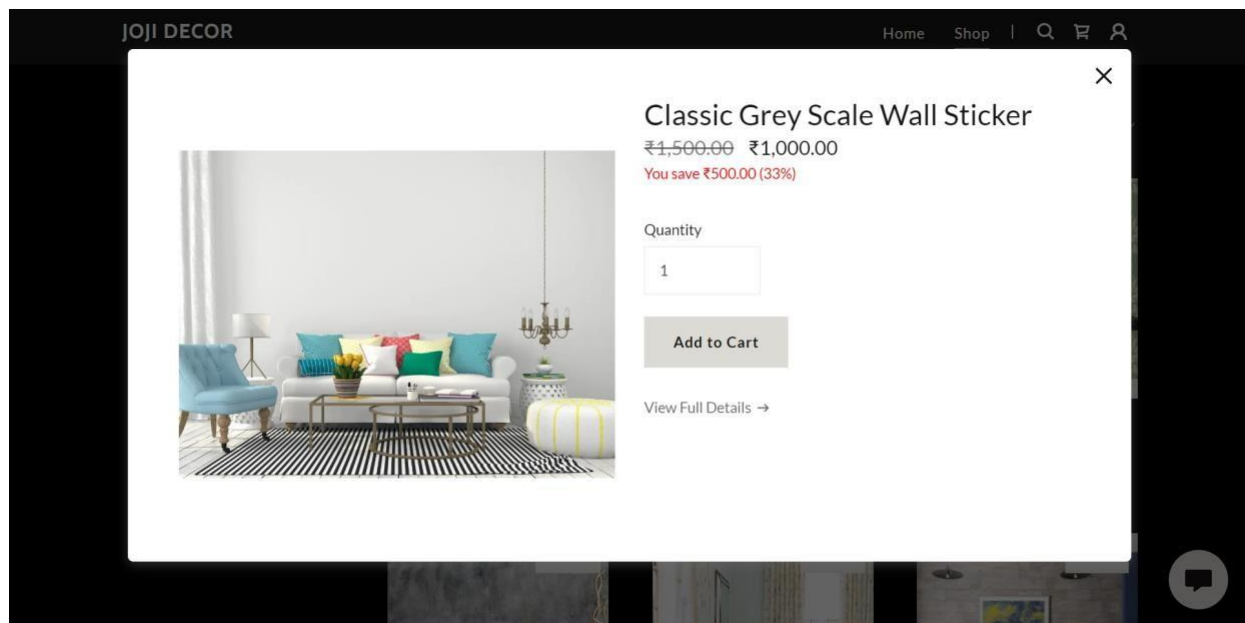 JOJI DECOR
Home Shop
Classic Grey Scale Wall Sticker
₹1,500.00 ₹1,000.00
You save ₹500.00 (33%)
Quantity
1
Add to Cart
View Full Details →